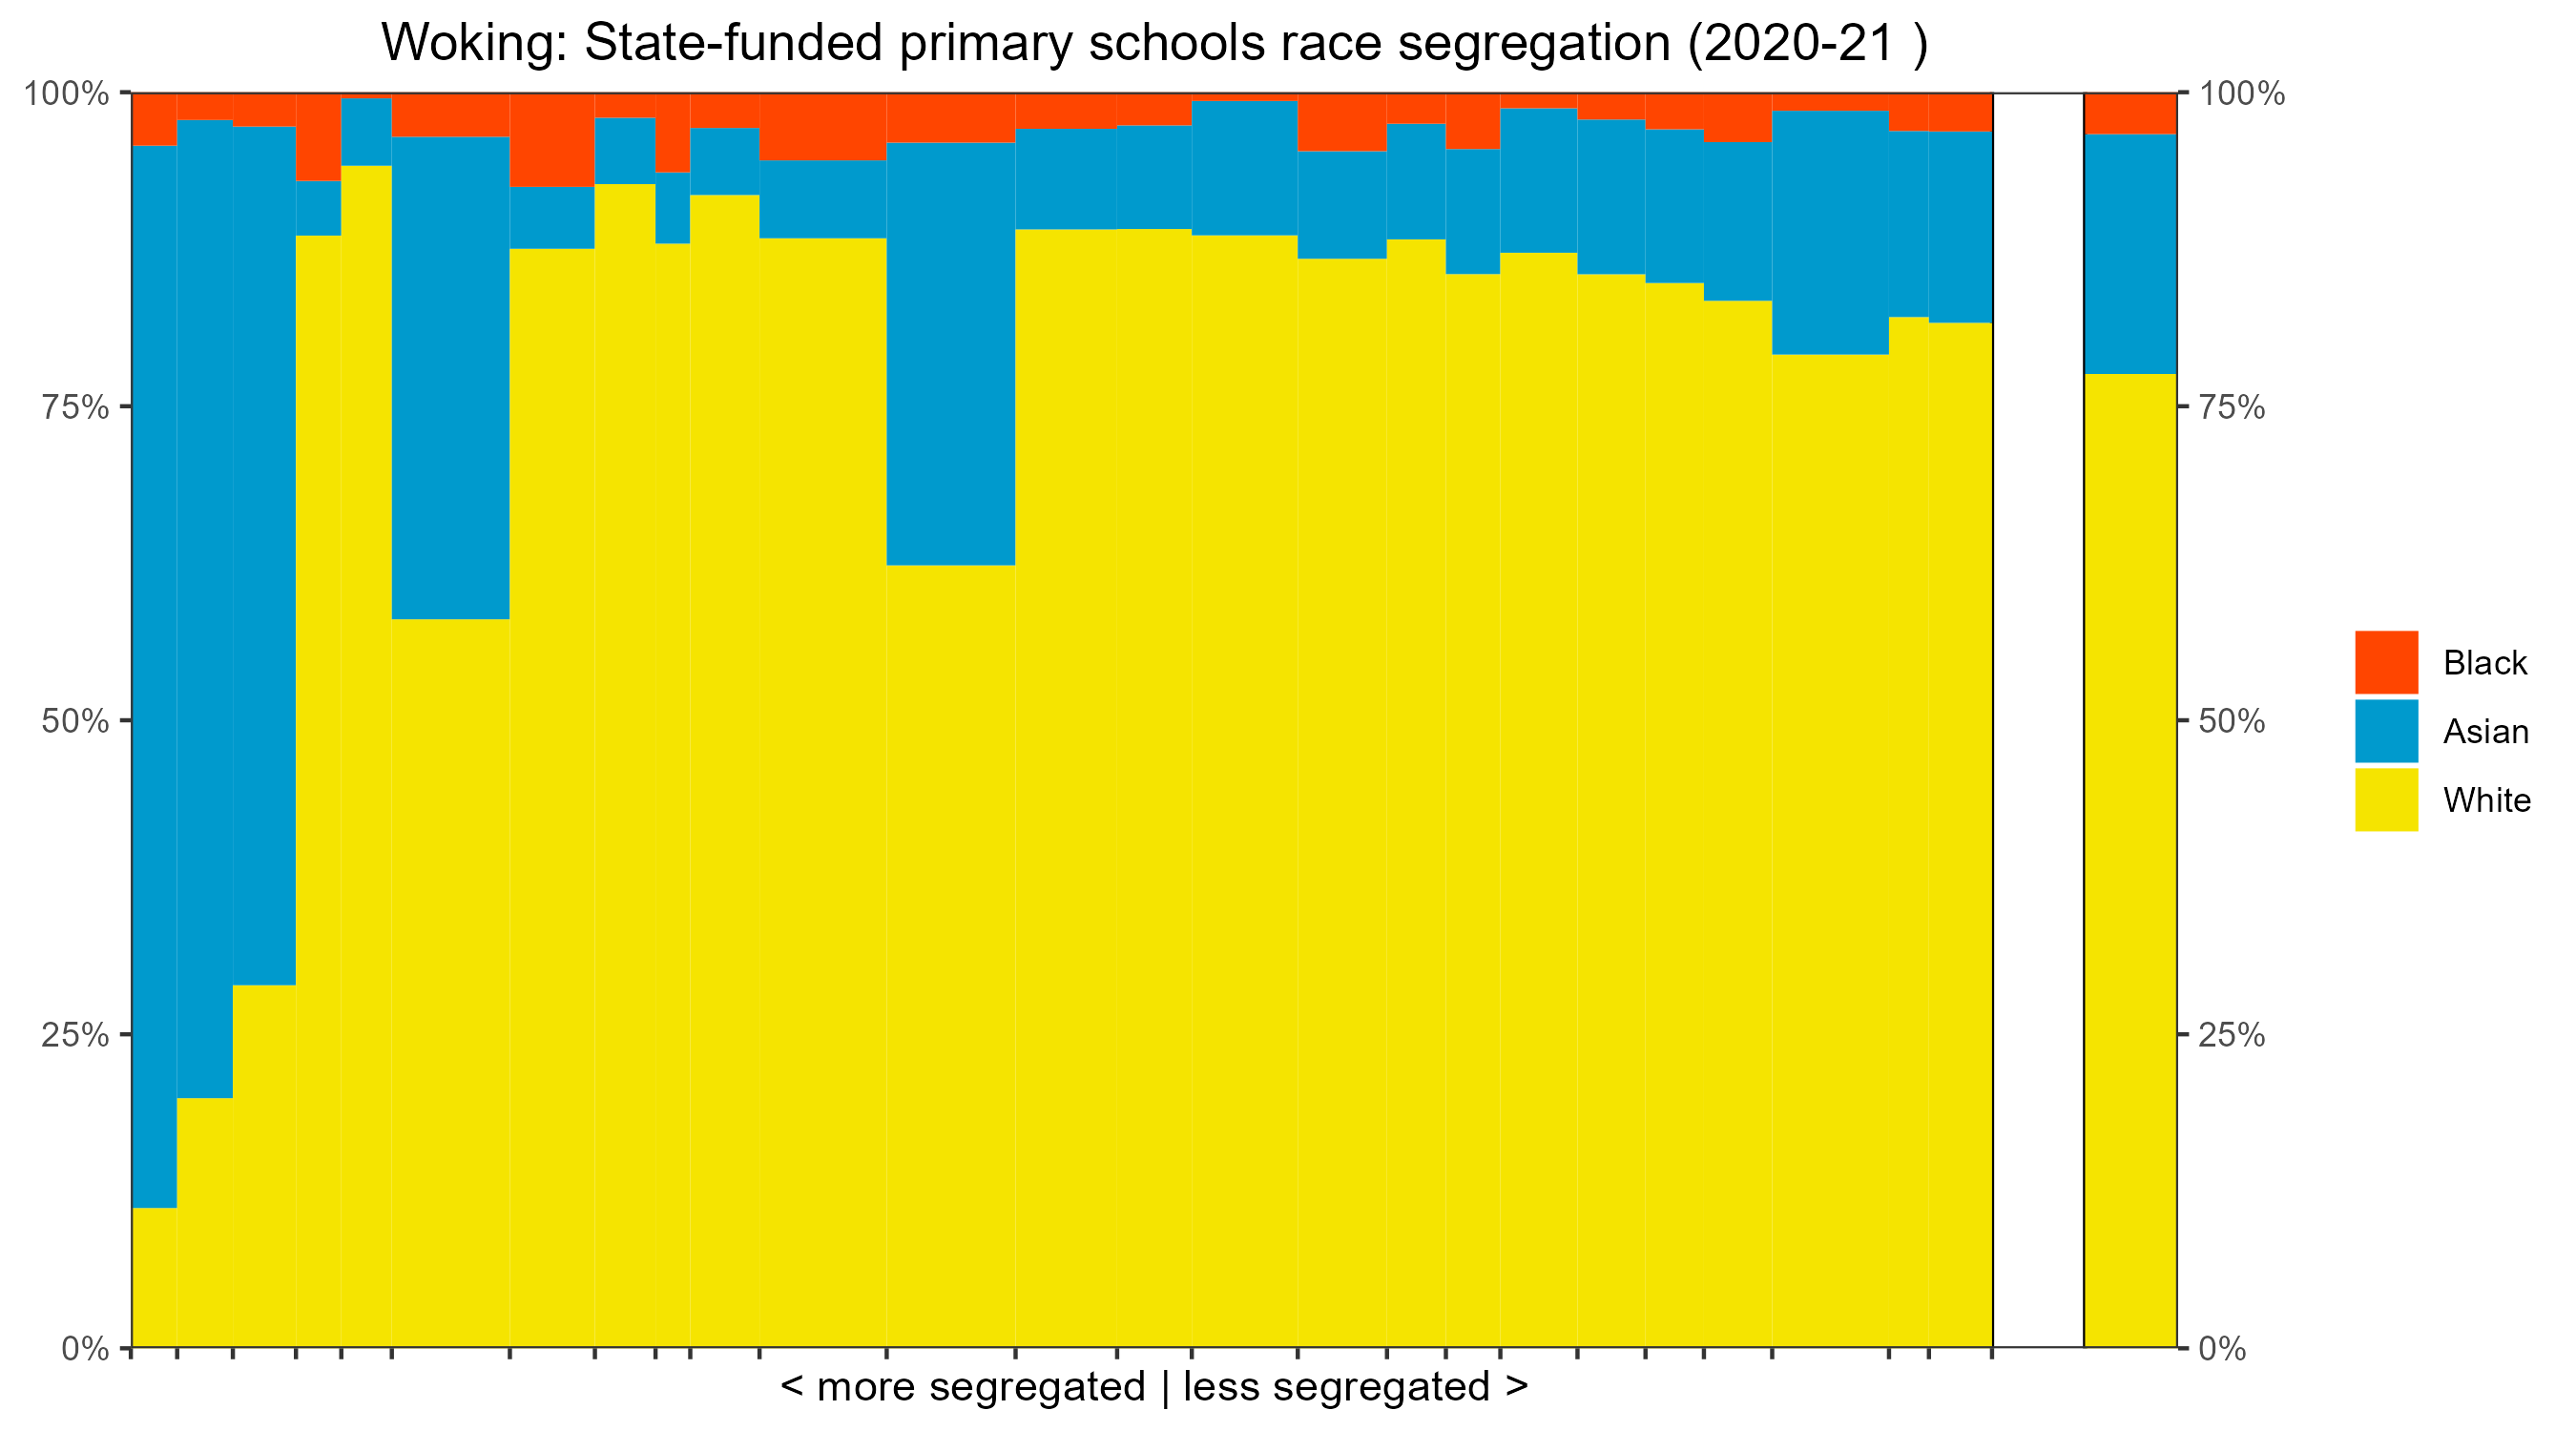 Woking: State-funded primary schools race segregation (2020-21 )
100%
75%
50%
25%
0%
100%
75%
50%
25%
0%
Black
Asian
White
< more segregated | less segregated >